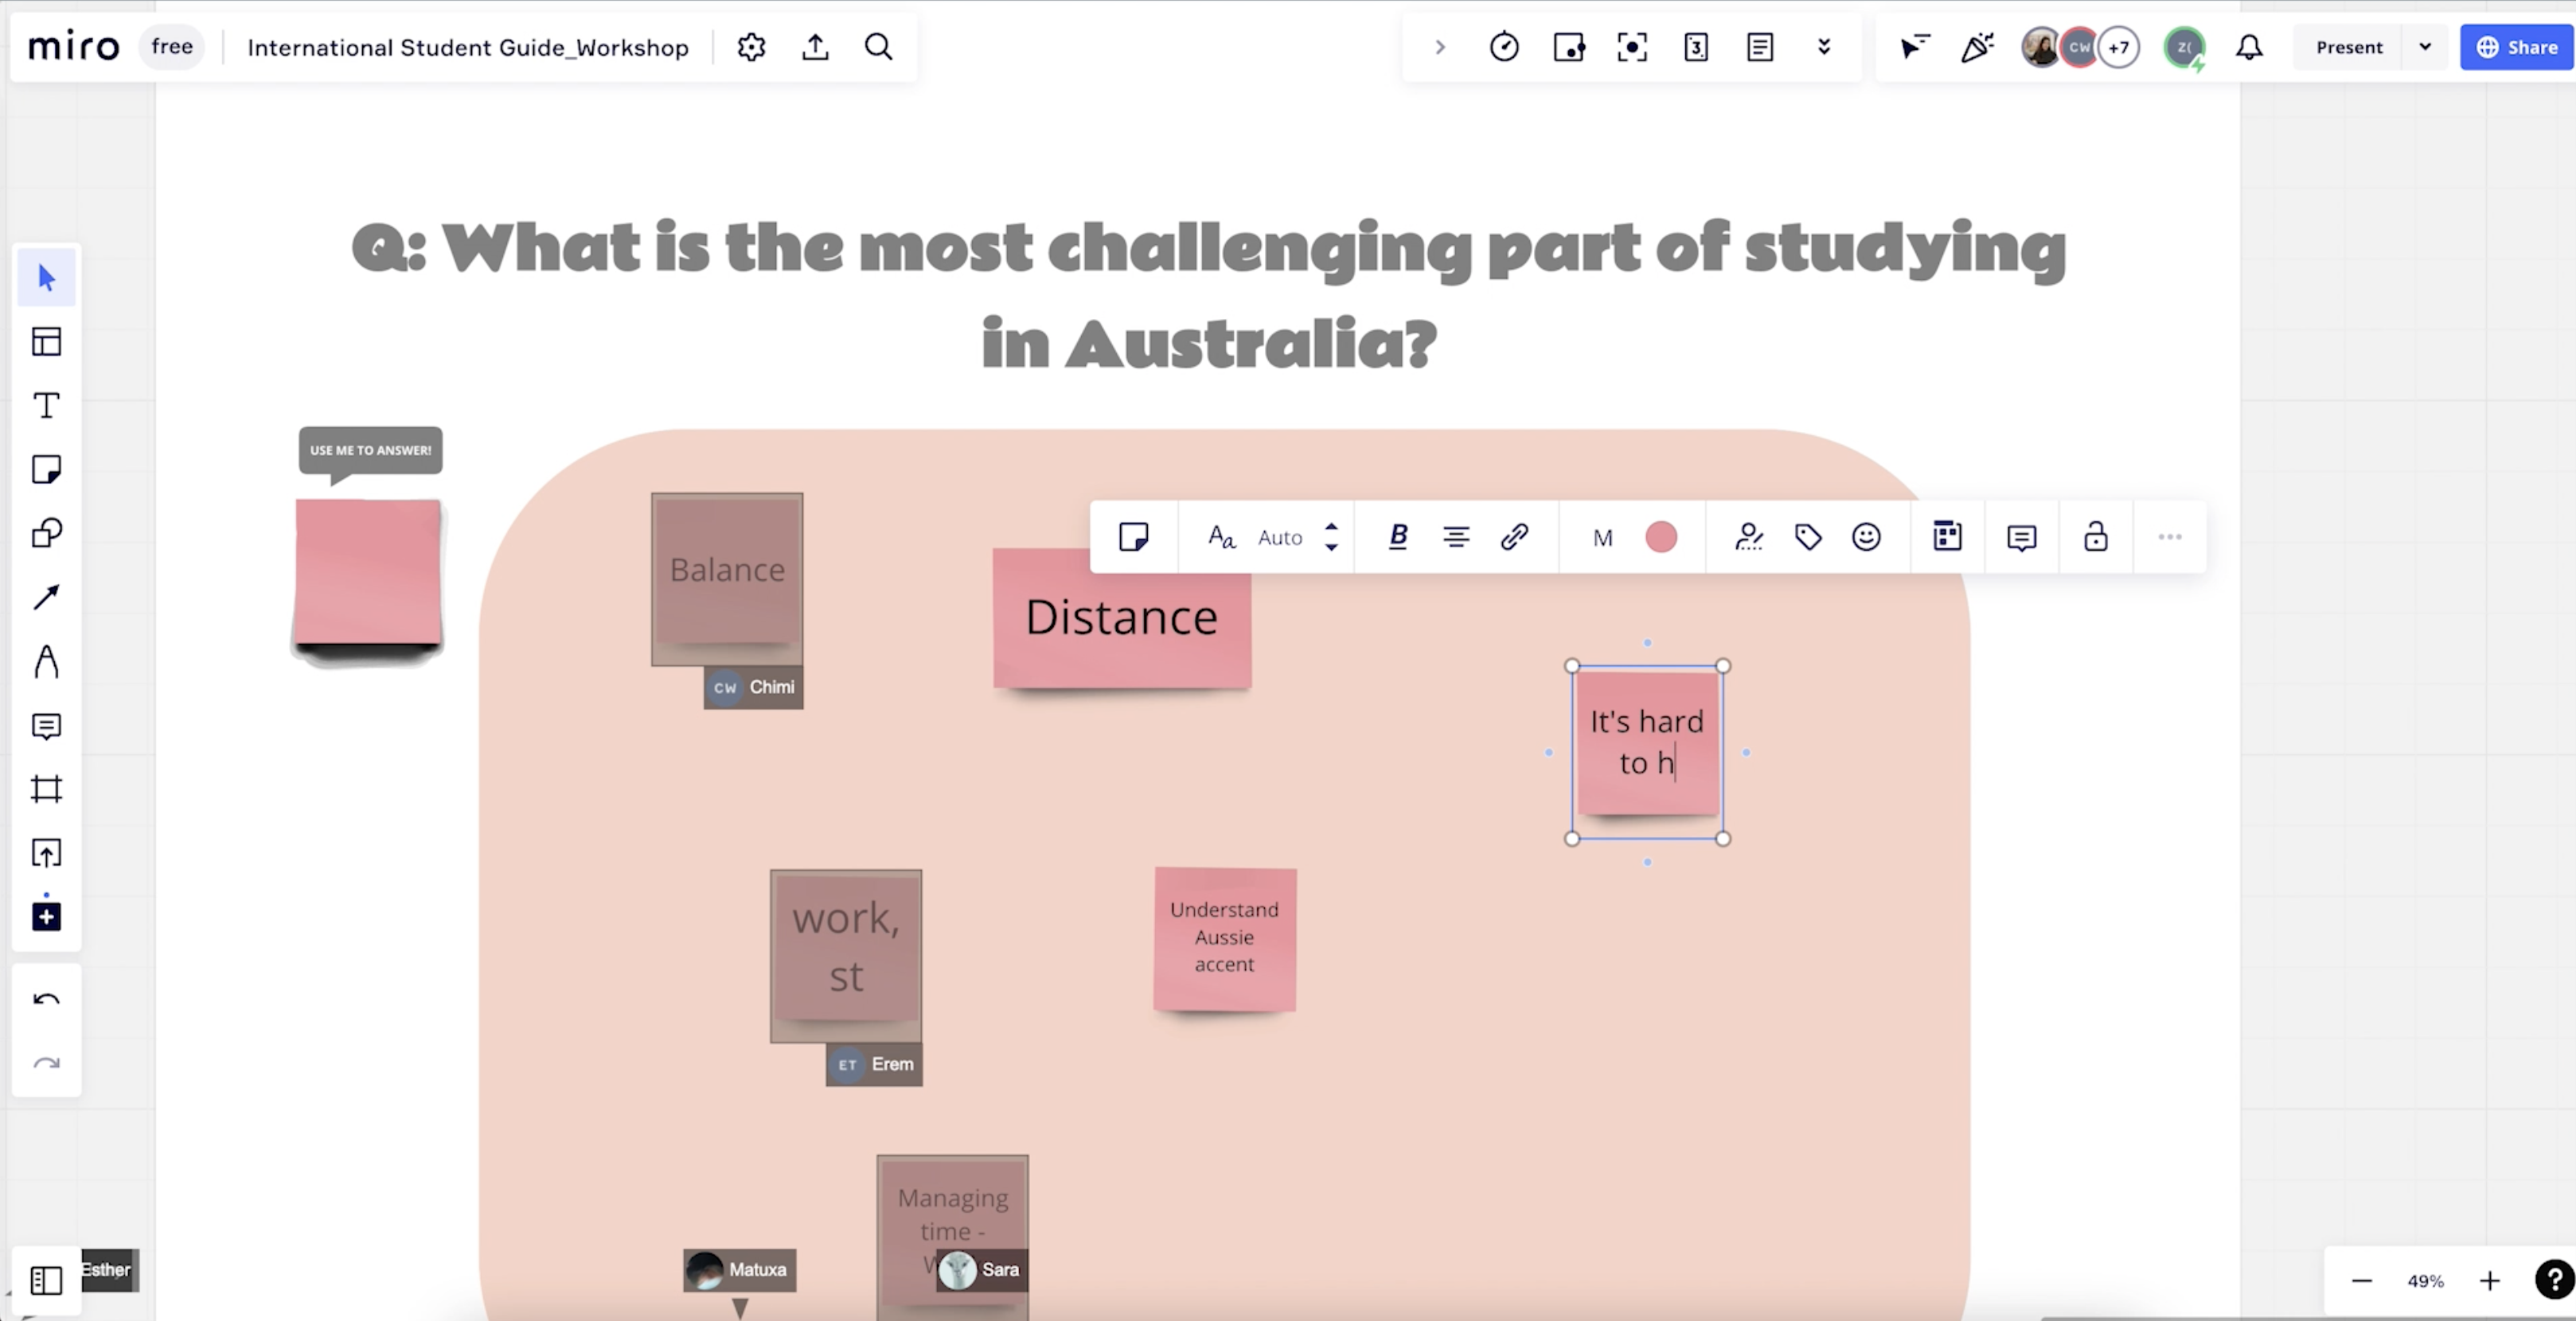 miro free International Student Guide_Workshop
3 CW +7 Z( Present Share
Q: What is the most challenging part of studying
in Australia?
USE ME TO ANSWER!
Aa Auto B M
Balance
CW Chimi
Distance
It's hard
to h
work,
st
ET Erem
Understand
Aussie
accent
Managing
time -
Sara
Matuxa
Esther
49%